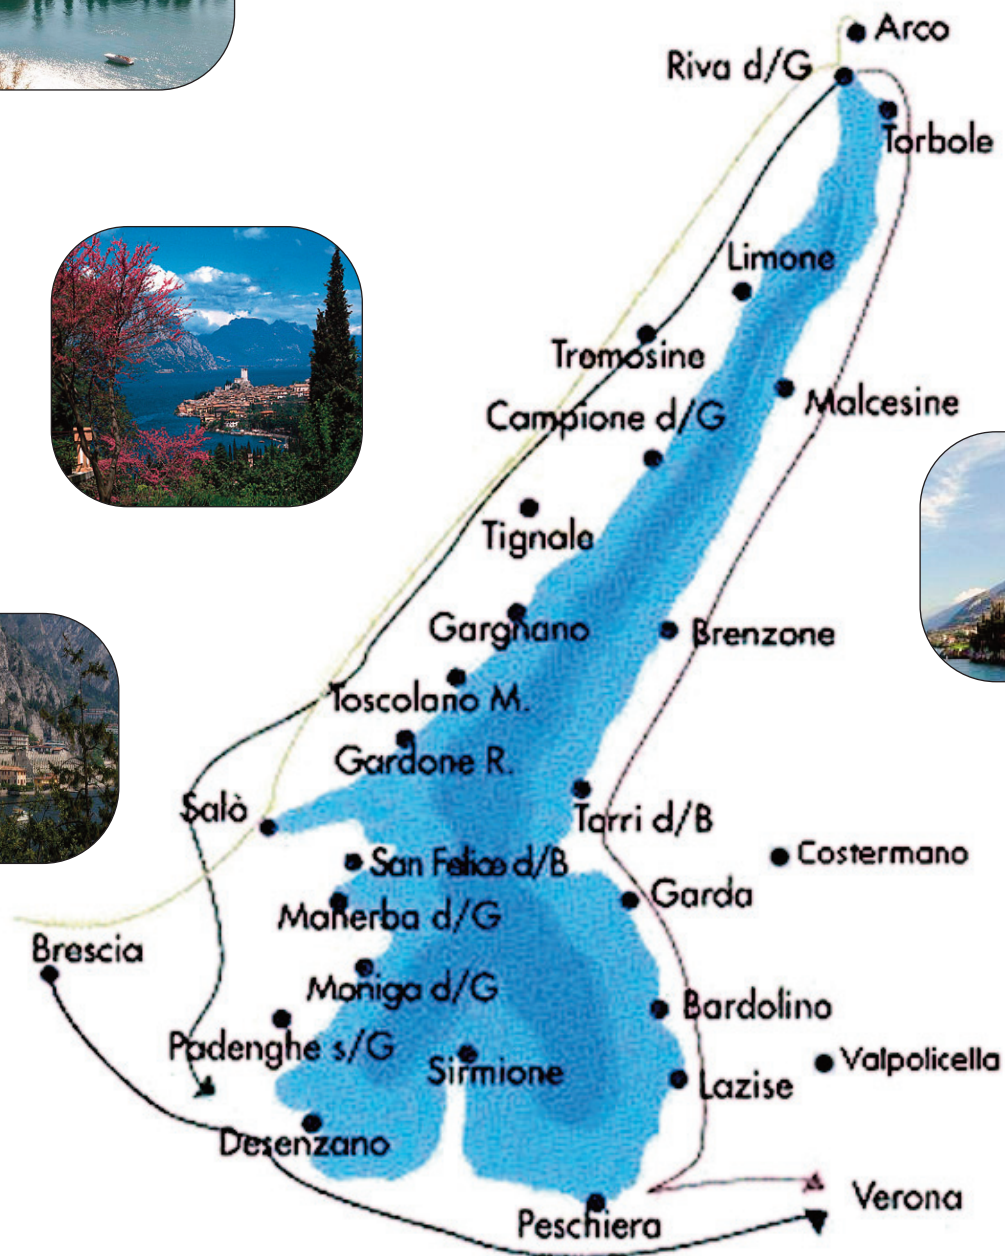 Arco
Riva d/G
Torbole
Limone
Tremosine
Malcesine
Campione d/G
Tignale
Gargnano
Brenzone
Toscolano M.
Gardone R.
Salò
Torri d/B
Costermano
San Felice d/B
Garda
Manerba d/G
Brescia
Moniga d/G
Bardolino
Padenghe s/G
Valpolicella
Sirmione
Lazise
Desenzano
Verona
Peschiera